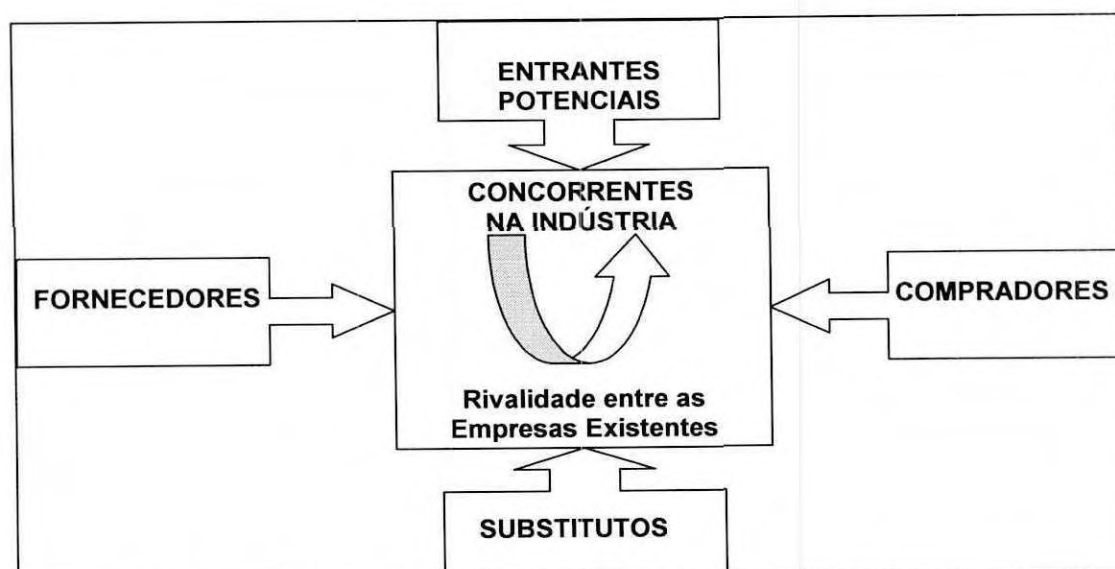 ENTRANTES
POTENCIAIS
CONCORRENTES
NA INDÚSTRIA
FORNECEDORES
COMPRADORES
Rivalidade entre as
Empresas Existentes
SUBSTITUTOS